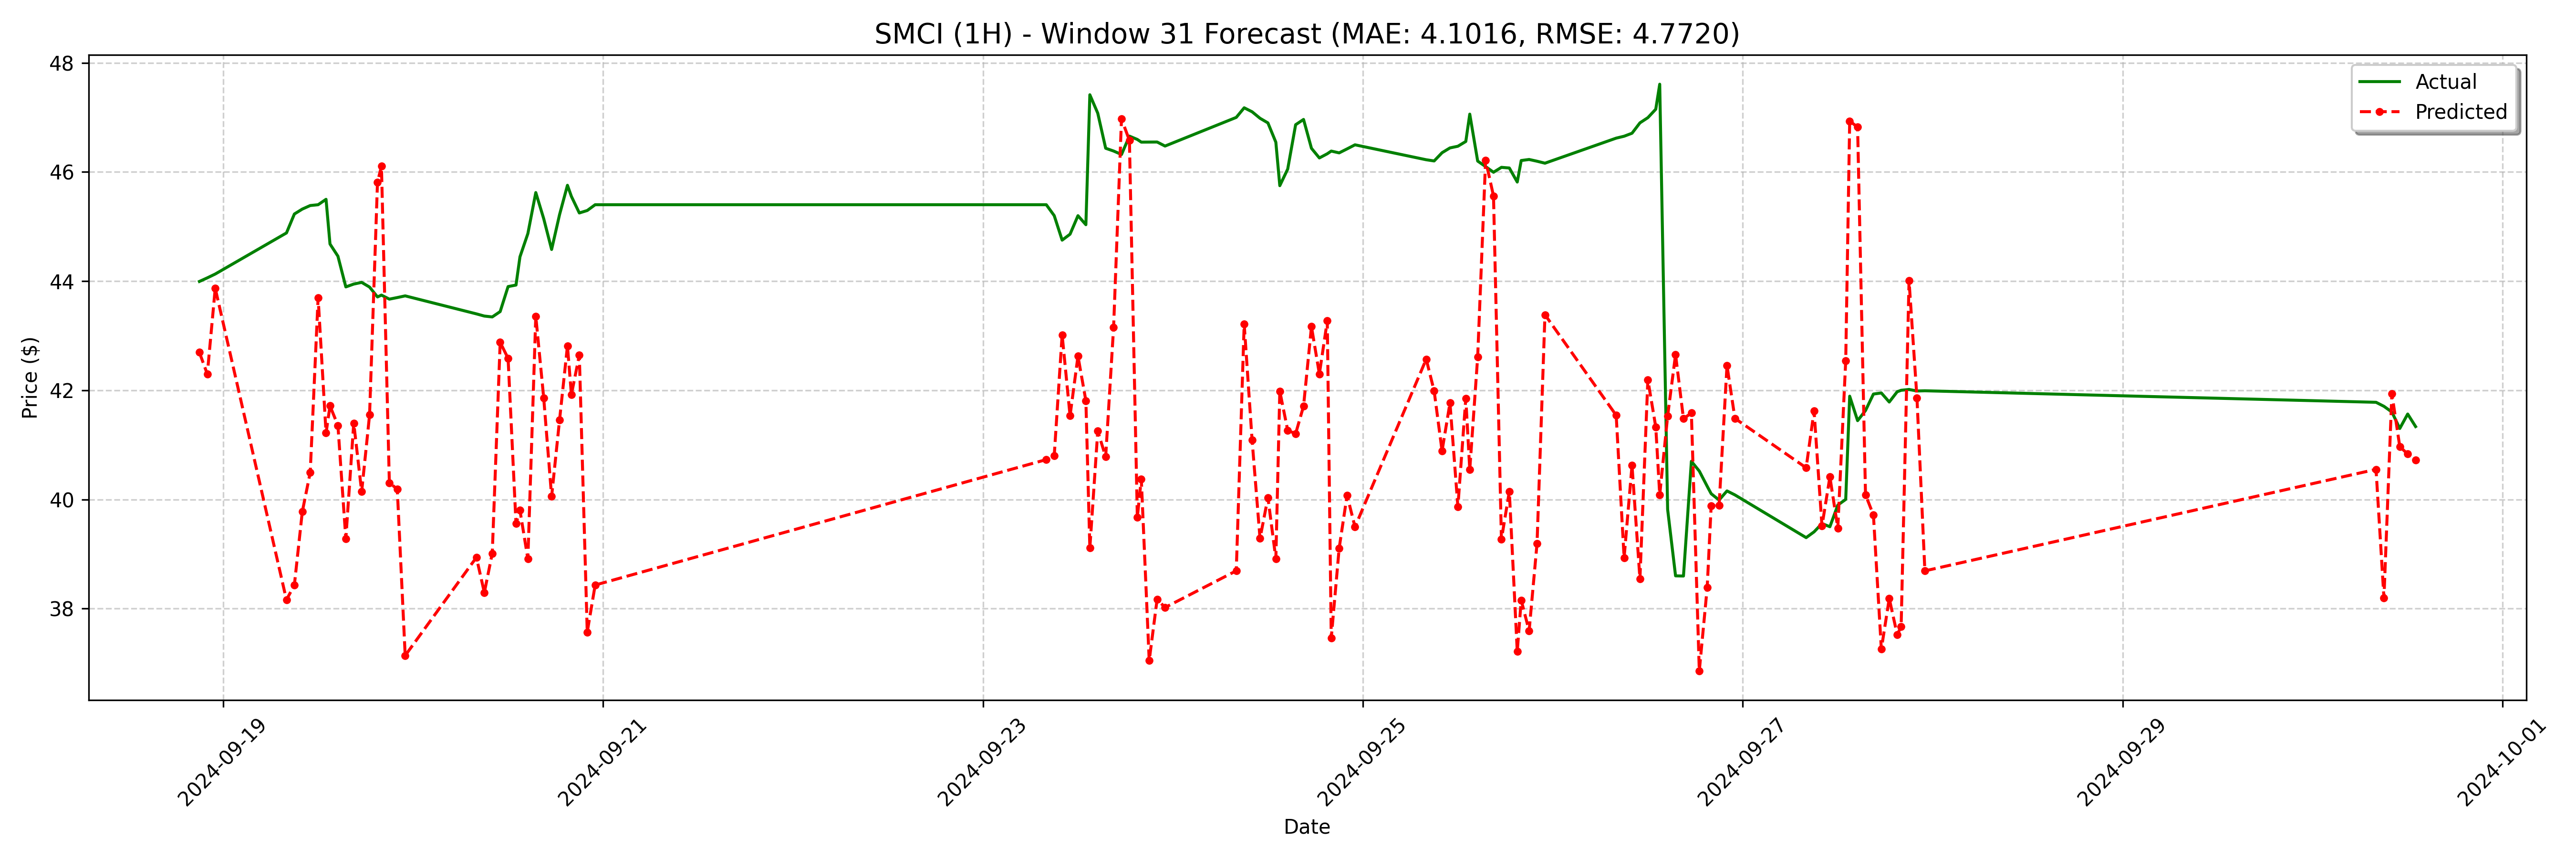 SMCI (1H) - Window 31 Forecast (MAE: 4.1016, RMSE: 4.7720)
Actual
Predicted
Price ($)
48
46
44
42
40
38
2024-09-19
2024-09-21
2024-09-23
2024-09-25
2024-09-27
2024-09-29
2024-10-01
Date